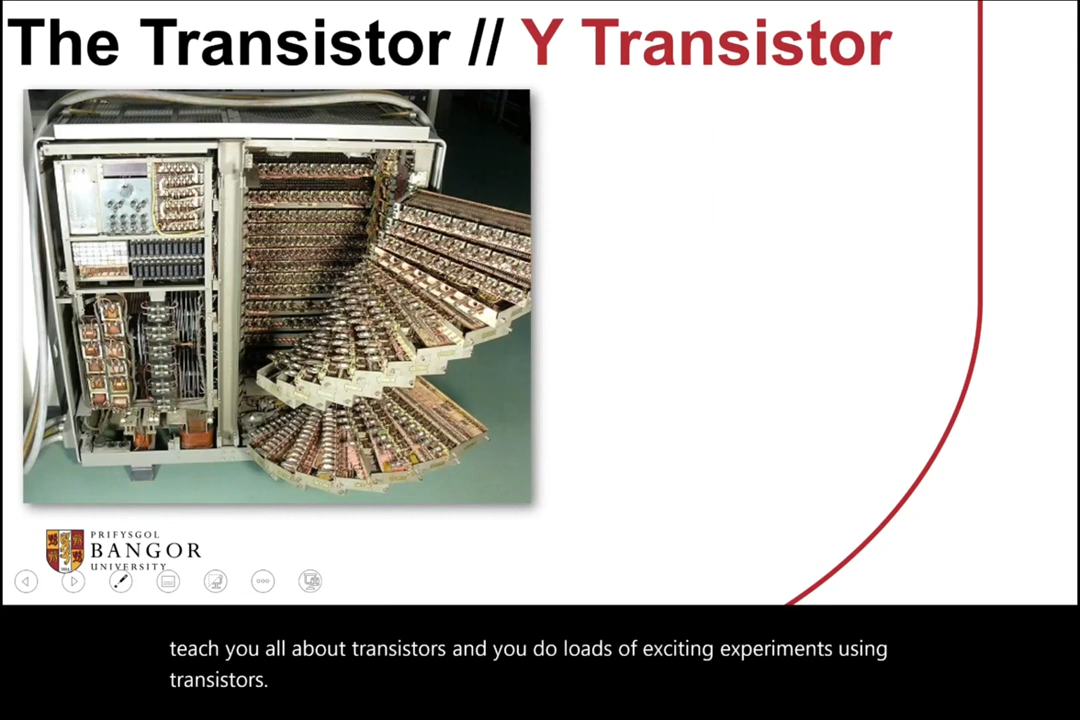 The Transistor // Y Transistor
PRIFYSGOL
BANGOR
UNIVERSITY
teach you all about transistors and you do loads of exciting experiments using
transistors.